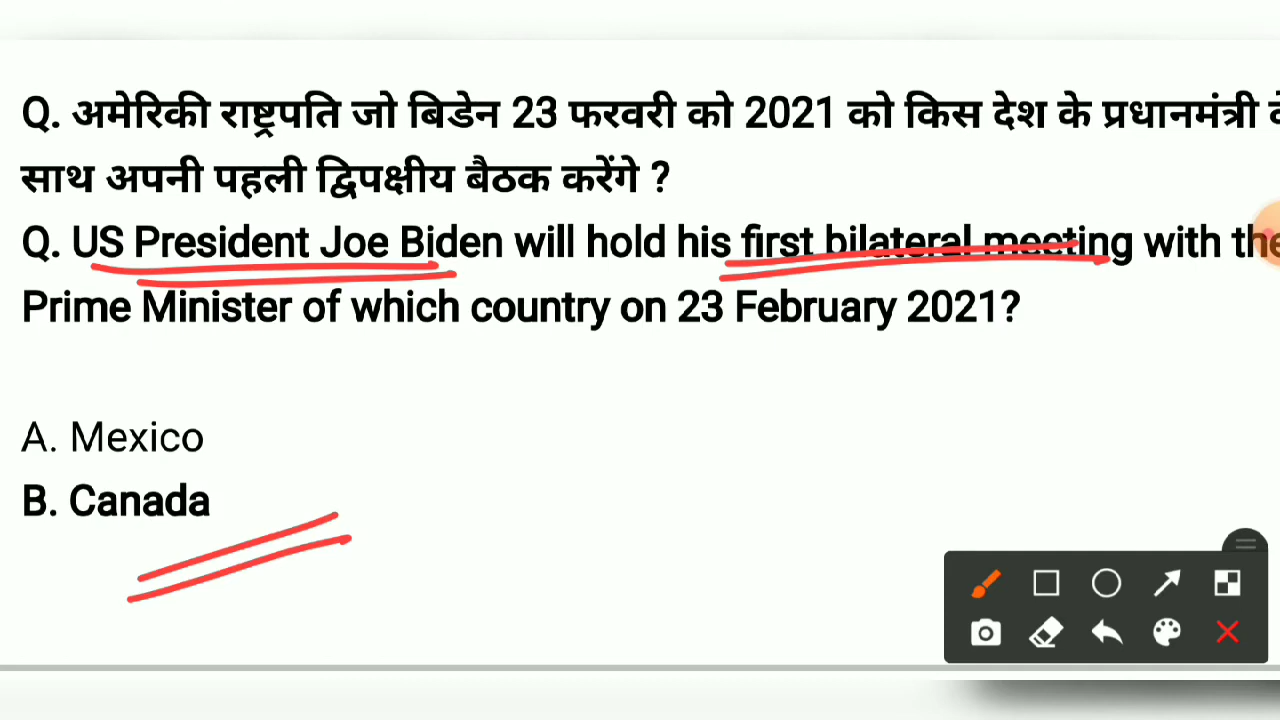 Q. अमेरिकी राष्ट्रपति जो बिडेन 23 फरवरी को 2021 को किस देश के प्रधानमंत्री के
साथ अपनी पहली द्विपक्षीय बैठक करेंगे ?
Q. US President Joe Biden will hold his first bilateral meeting with the
Prime Minister of which country on 23 February 2021?
A. Mexico
B. Canada